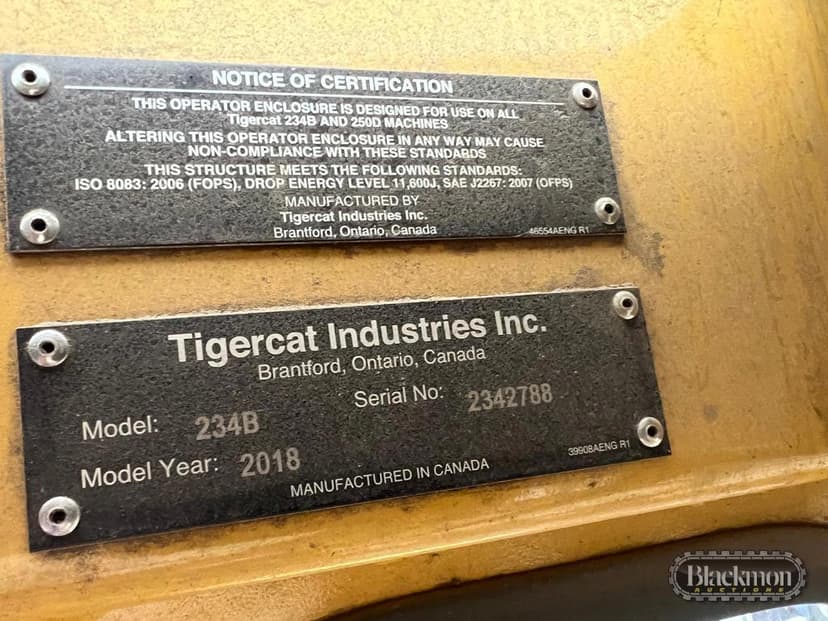 NOTICE OF CERTIFICATION
THIS OPERATOR ENCLOSURE IS DESIGNED FOR USE ON ALL
Tigercat 234B AND 250D MACHINES
ALTERING THIS OPERATOR ENCLOSURE IN ANY WAY MAY CAUSE
NON-COMPLIANCE WITH THESE STANDARDS
THIS STRUCTURE MEETS THE FOLLOWING STANDARDS:
ISO 8083: 2006 (FOPS), DROP ENERGY LEVEL 11,600J, SAE J2267: 2007 (OFPS)
MANUFACTURED BY
Tigercat Industries Inc.
Brantford, Ontario, Canada
46554AENG R1
Tigercat Industries Inc.
Brantford, Ontario, Canada
Model: 234B Serial No: 2342788
Model Year: 2018
MANUFACTURED IN CANADA
39908AENG R1
Blackmon
AUCTIONS